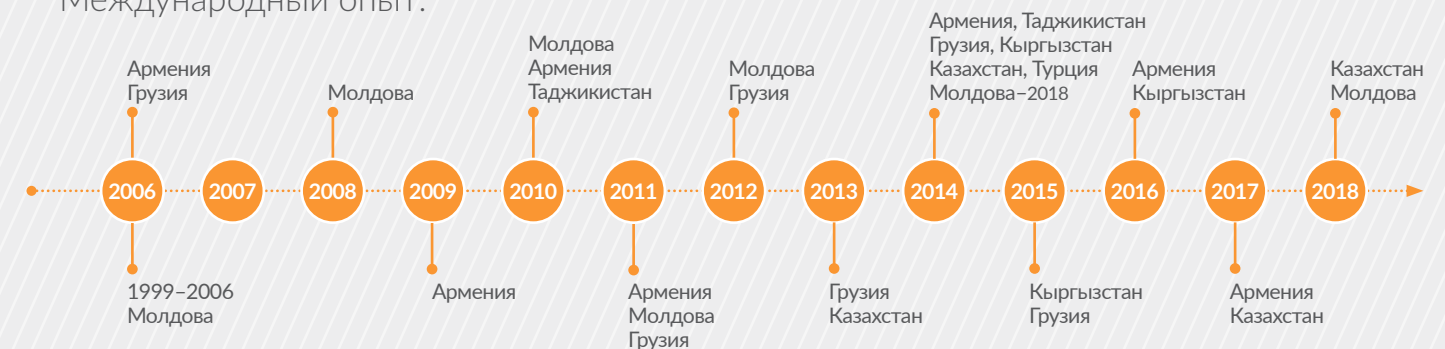 Международный опыт:
Армения
Грузия
Молдова
Молдова
Армения
Таджикистан
Молдова
Грузия
Армения, Таджикистан
Грузия, Кыргызстан
Казахстан, Турция
Молдова–2018
Армения
Кыргызстан
Казахстан
Молдова
2006 2007 2008 2009 2010 2011 2012 2013 2014 2015 2016 2017 2018
1999–2006
Молдова
Армения
Армения
Молдова
Грузия
Грузия
Казахстан
Кыргызстан
Грузия
Армения
Казахстан